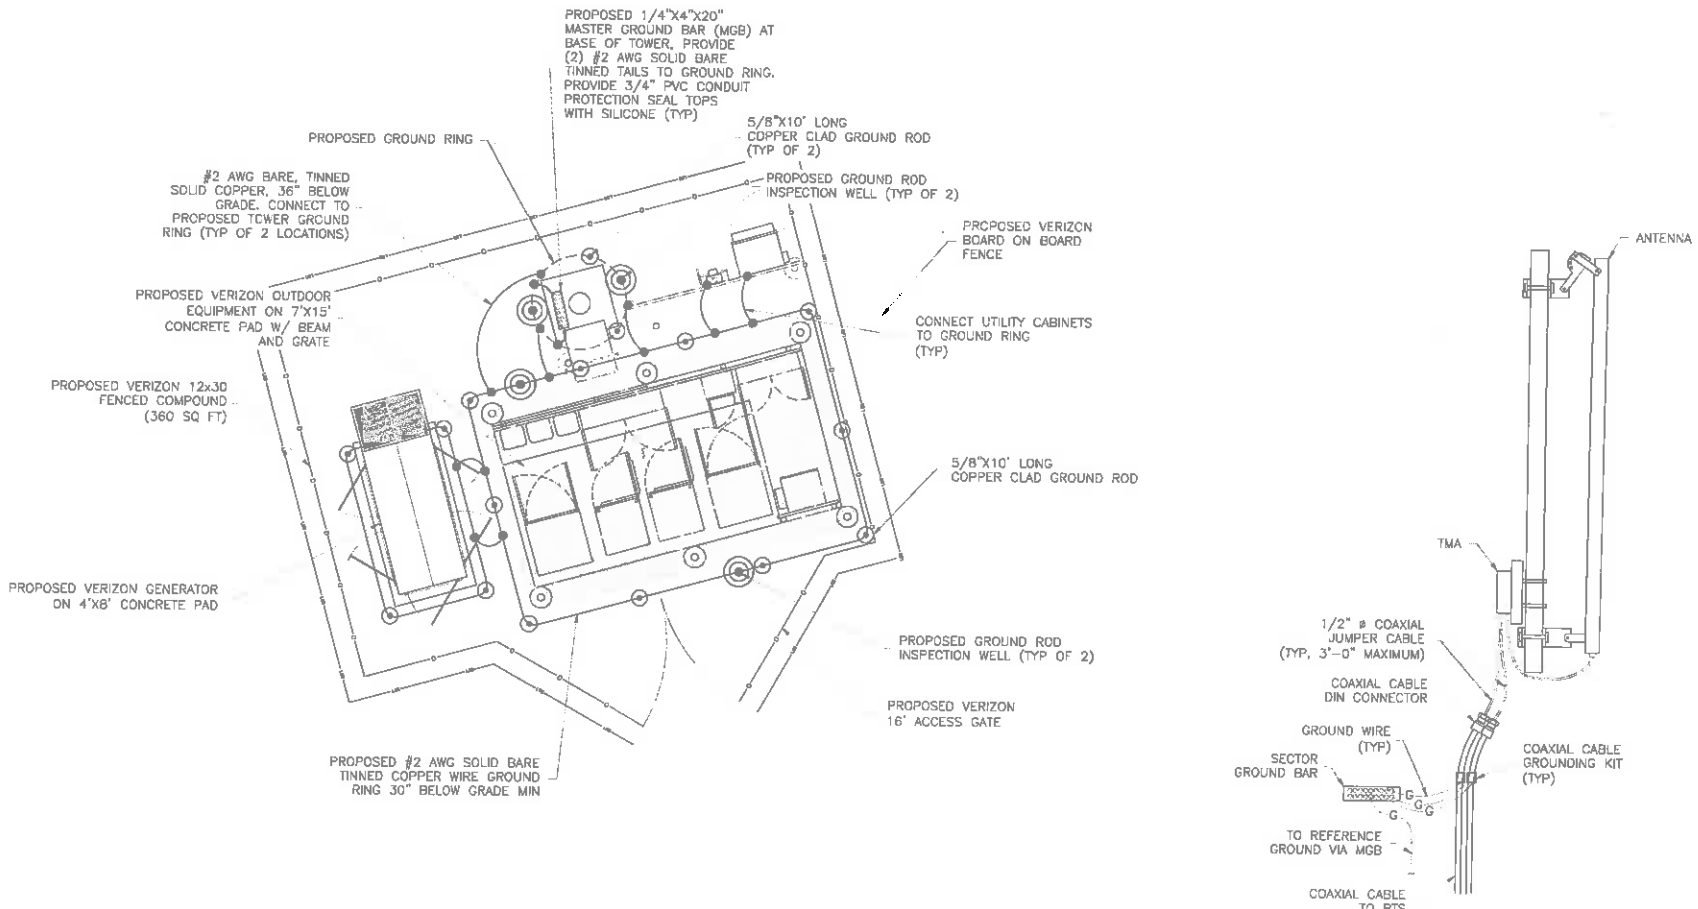 PROPOSED 1/4"X4"X20"
MASTER GROUND BAR (MGB) AT
BASE OF TOWER, PROVIDE
(2) #2 AWG SOLID BARE
TINNED TAILS TO GROUND RING.
PROVIDE 3/4" PVC CONDUIT
PROTECTION SEAL TOPS
WITH SILICONE (TYP)
PROPOSED GROUND RING
5/8"X10' LONG
COPPER CLAD GROUND ROD
(TYP OF 2)
#2 AWG BARE, TINNED
SOLID COPPER, 36" BELOW
GRADE, CONNECT TO
PROPOSED TOWER GROUND
RING (TYP OF 2 LOCATIONS)
PROPOSED GROUND ROD
INSPECTION WELL (TYP OF 2)
PROPOSED VERIZON
BOARD ON BOARD
FENCE
PROPOSED VERIZON OUTDOOR
EQUIPMENT ON 7'X15'
CONCRETE PAD W/ BEAM
AND GRATE
CONNECT UTILITY CABINETS
TO GROUND RING
(TYP)
PROPOSED VERIZON 12x30
FENCED COMPOUND
(360 SQ FT)
5/8"X10' LONG
COPPER CLAD GROUND ROD
PROPOSED VERIZON GENERATOR
ON 4'X8' CONCRETE PAD
PROPOSED GROUND ROD
INSPECTION WELL (TYP OF 2)
PROPOSED VERIZON
16' ACCESS GATE
PROPOSED #2 AWG SOLID BARE
TINNED COPPER WIRE GROUND
RING 30" BELOW GRADE MIN
ANTENNA
TMA
1/2" ø COAXIAL
JUMPER CABLE
(TYP, 3'-0" MAXIMUM)
COAXIAL CABLE
DIN CONNECTOR
GROUND WIRE
(TYP)
SECTOR
GROUND BAR
COAXIAL CABLE
GROUNDING KIT
(TYP)
G
G
G
G
TO REFERENCE
GROUND VIA MGB
COAXIAL CABLE
TO BTS